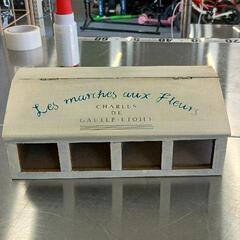 Les marches aux Fleurs
CHARLES
DE
GAULLE-ETOILE